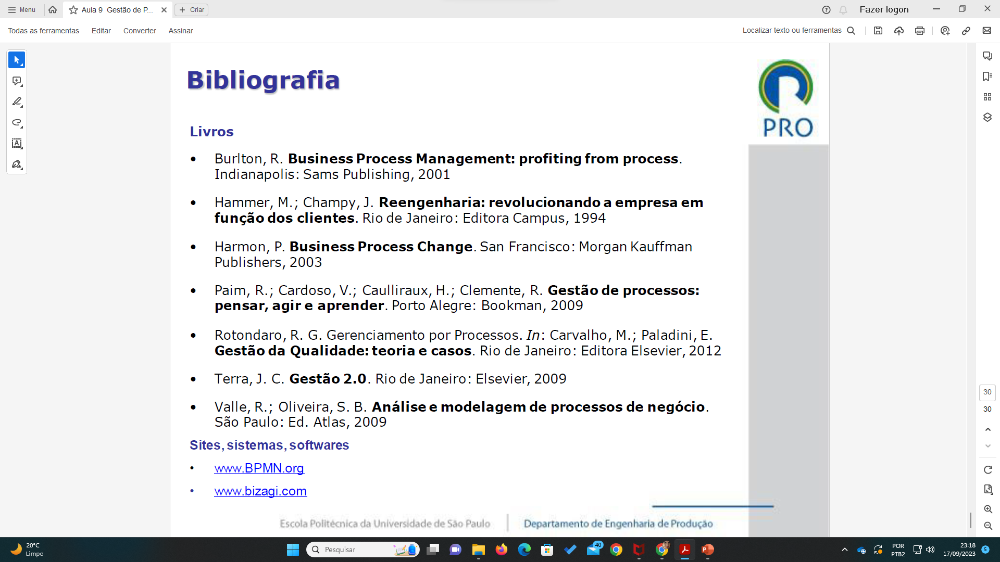 Menu
Aula 9  Gestão de P...
Criar
Fazer logon
Todas as ferramentas
Editar
Converter
Assinar
Localizar texto ou ferramentas
Bibliografia
PRO
Livros
• Burlton, R. Business Process Management: profiting from process.
Indianapolis: Sams Publishing, 2001
• Hammer, M.; Champy, J. Reengenharia: revolucionando a empresa em
função dos clientes. Rio de Janeiro: Editora Campus, 1994
• Harmon, P. Business Process Change. San Francisco: Morgan Kauffman
Publishers, 2003
• Paim, R.; Cardoso, V.; Caulliraux, H.; Clemente, R. Gestão de processos:
pensar, agir e aprender. Porto Alegre: Bookman, 2009
• Rotondaro, R. G. Gerenciamento por Processos. In: Carvalho, M.; Paladini, E.
Gestão da Qualidade: teoria e casos. Rio de Janeiro: Editora Elsevier, 2012
• Terra, J. C. Gestão 2.0. Rio de Janeiro: Elsevier, 2009
• Valle, R.; Oliveira, S. B. Análise e modelagem de processos de negócio.
São Paulo: Ed. Atlas, 2009
Sites, sistemas, softwares
• www.BPMN.org
• www.bizagi.com
Escola Politécnica da Universidade de São Paulo
Departamento de Engenharia de Produção
30
30
20°C
Limpo
Pesquisar
40
POR
PTB2
23:18
17/09/2023
5